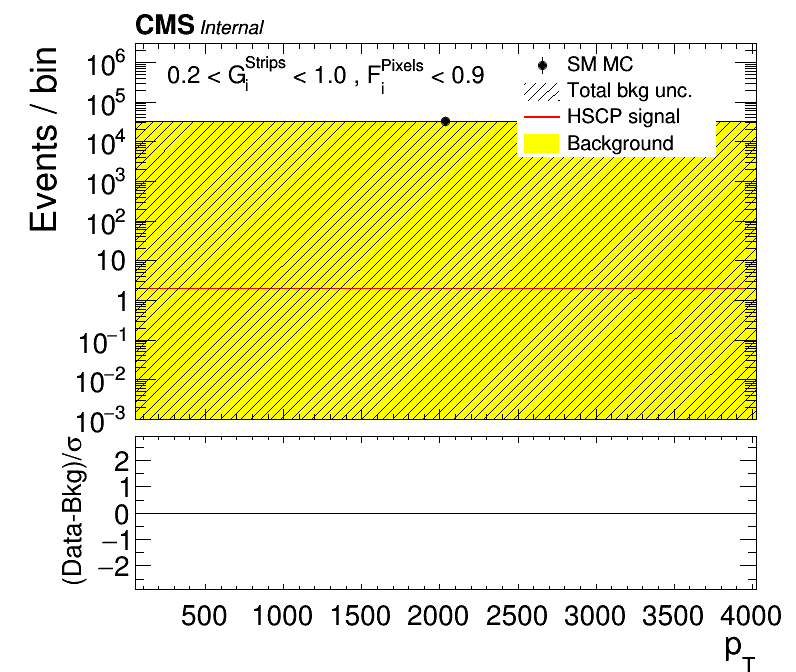 CMS Internal
Events / bin
10^6
10^5
10^4
10^3
10^2
10
1
10^−1
10^−2
10^−3
0.2 < G_i^Strips < 1.0 , F_i^Pixels < 0.9
SM MC
Total bkg unc.
HSCP signal
Background
(Data-Bkg)/σ
2
1
0
−1
−2
500 1000 1500 2000 2500 3000 3500 4000
p_T